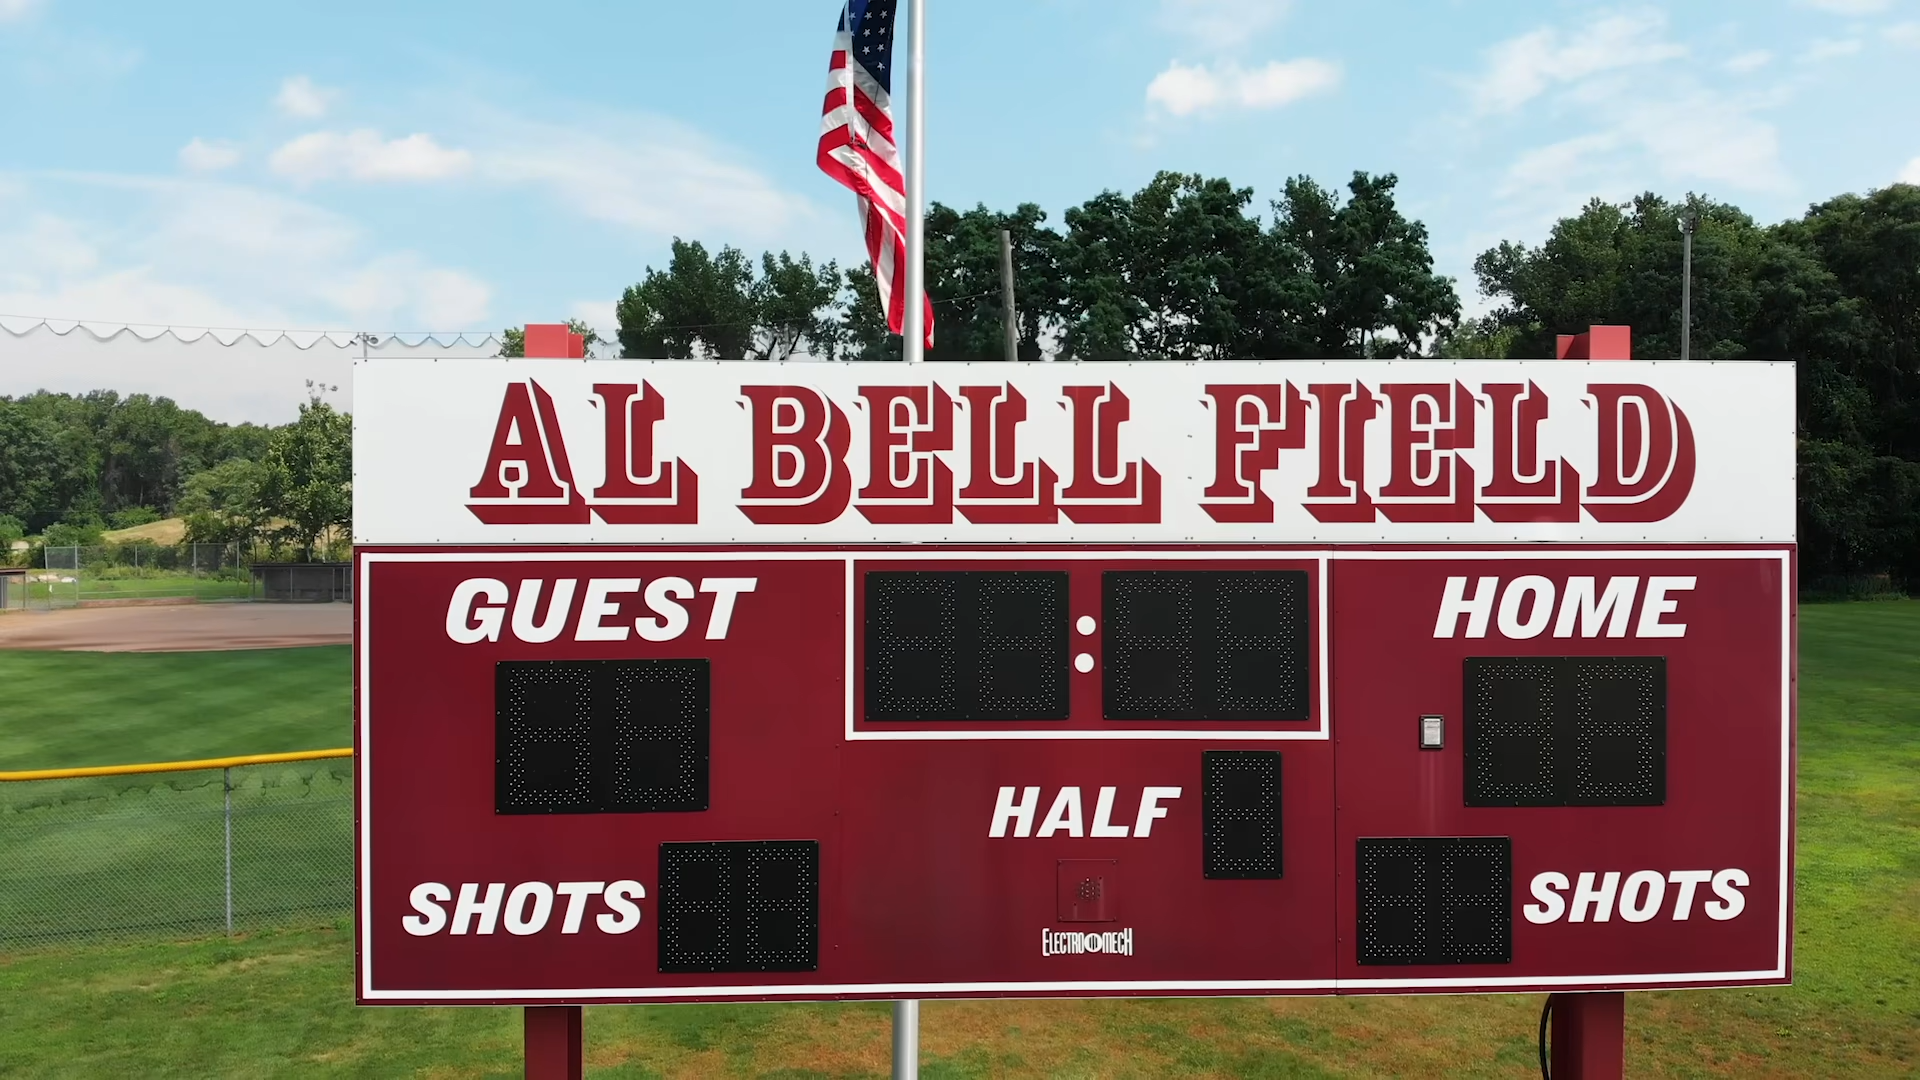 AL BELL FIELD
GUEST
:
HOME
HALF
SHOTS
SHOTS
ELECTRO MECH